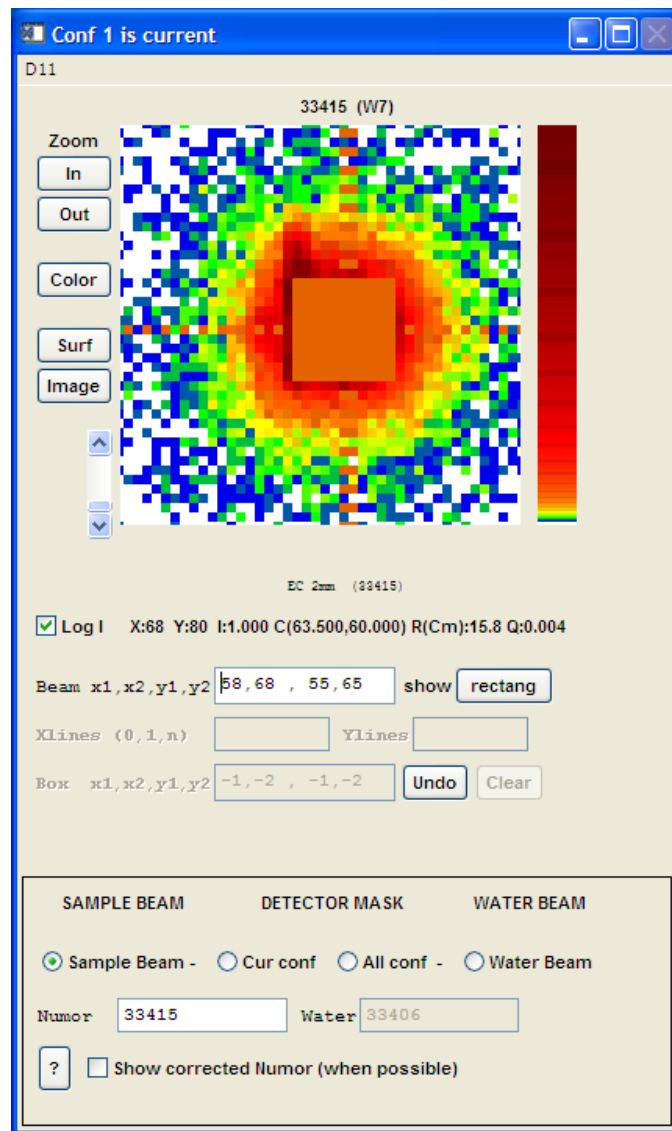 Conf 1 is current
D11
33415 (W7)
Zoom
In
Out
Color
Surf
Image
EC 2mm (33415)
Log I X:68 Y:80 I:1.000 C(63.500,60.000) R(Cm):15.8 Q:0.004
Beam x1,x2,y1,y2 58,68 , 55,65 show rectang
Xlines (0,1,n) Ylines
Box x1,x2,y1,y2 -1,-2 , -1,-2 Undo Clear
SAMPLE BEAM DETECTOR MASK WATER BEAM
Sample Beam - Cur conf All conf - Water Beam
Numor 33415 Water 33406
? Show corrected Numor (when possible)